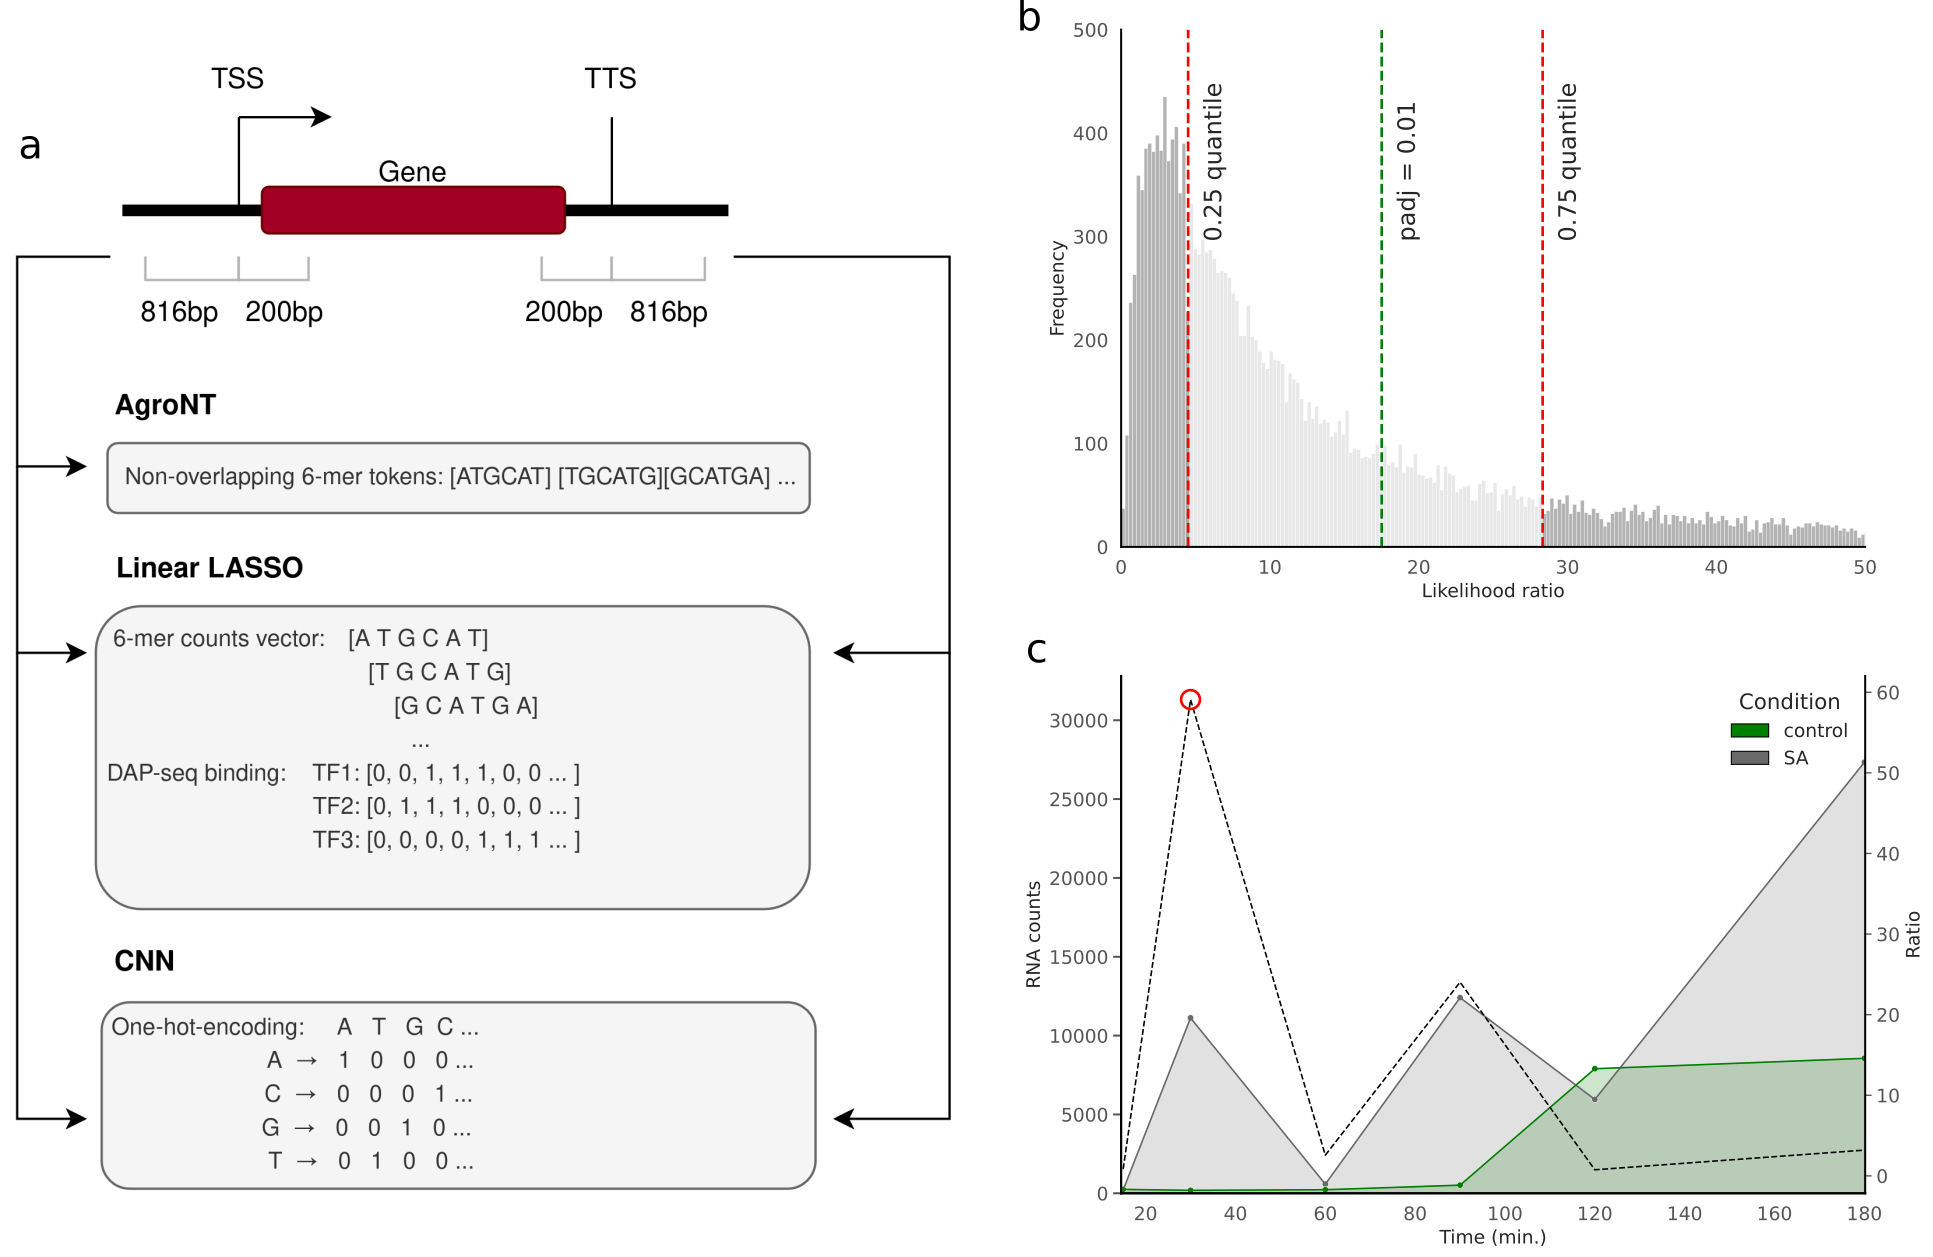 a
TSS
TTS
Gene
816bp
200bp
200bp
816bp
AgroNT
Non-overlapping 6-mer tokens: [ATGCAT] [TGCATG][GCATGA] ...
Linear LASSO
6-mer counts vector: [A T G C A T]
[T G C A T G]
[G C A T G A]
...
DAP-seq binding: TF1: [0, 0, 1, 1, 1, 0, 0 ... ]
TF2: [0, 1, 1, 1, 0, 0, 0 ... ]
TF3: [0, 0, 0, 0, 1, 1, 1 ... ]
CNN
One-hot-encoding: A T G C ...
A → 1 0 0 0 ...
C → 0 0 0 1 ...
G → 0 0 1 0 ...
T → 0 1 0 0 ...
b
500
400
300
200
100
0
Frequency
0.25 quantile
padj = 0.01
0.75 quantile
0 10 20 30 40 50
Likelihood ratio
c
30000
25000
20000
15000
10000
5000
0
RNA counts
Condition
control
SA
60
50
40
30
20
10
0
Ratio
20 40 60 80 100 120 140 160 180
Time (min.)